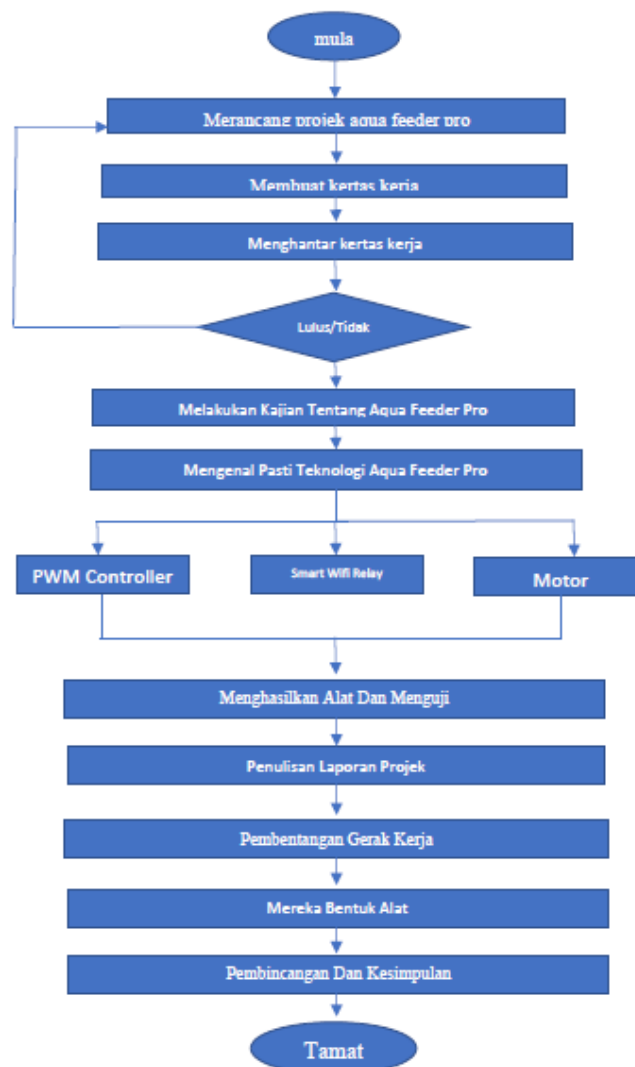 mula
Merancang projek aqua feeder pro
Membuat kertas kerja
Menghantar kertas kerja
Lulus/Tidak
Melakukan Kajian Tentang Aqua Feeder Pro
Mengenal Pasti Teknologi Aqua Feeder Pro
PWM Controller
Smart Wifi Relay
Motor
Menghasilkan Alat Dan Menguji
Penulisan Laporan Projek
Pembentangan Gerak Kerja
Mereka Bentuk Alat
Pembincangan Dan Kesimpulan
Tamat